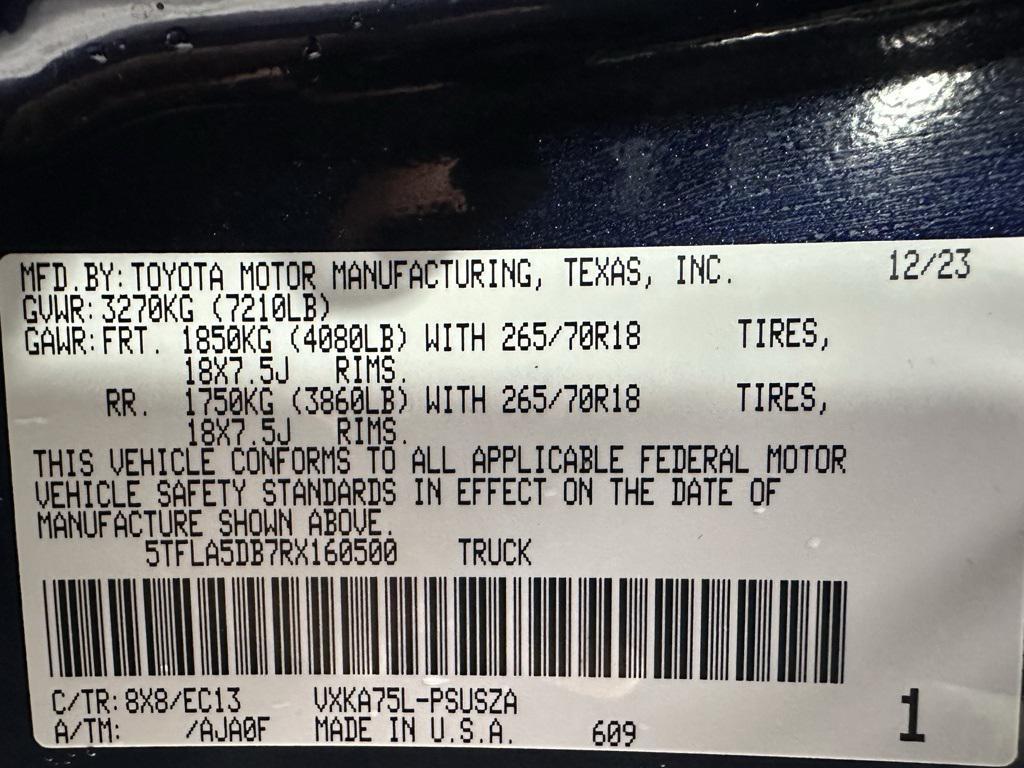 MFD.BY: TOYOTA MOTOR MANUFACTURING, TEXAS, INC. 12/23
GVWR: 3270KG (7210LB)
GAWR: FRT. 1850KG (4080LB) WITH 265/70R18 TIRES,
18X7.5J RIMS.
RR. 1750KG (3860LB) WITH 265/70R18 TIRES,
18X7.5J RIMS.
THIS VEHICLE CONFORMS TO ALL APPLICABLE FEDERAL MOTOR
VEHICLE SAFETY STANDARDS IN EFFECT ON THE DATE OF
MANUFACTURE SHOWN ABOVE.
5TFLA5DB7RX160500 TRUCK
C/TR: 8X8/EC13 VXKA75L-PSUSZA
A/TM: /AJA0F MADE IN U.S.A. 609 1